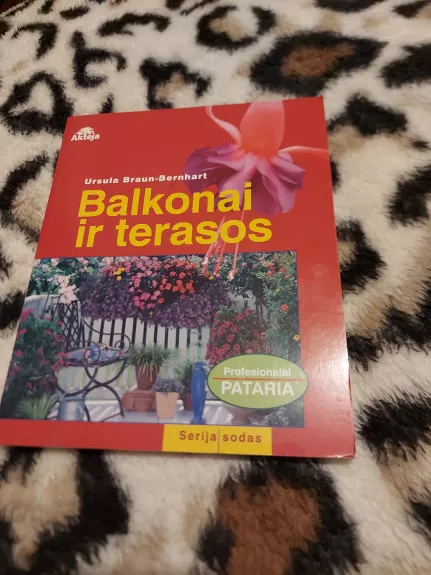 Aktėja
Ursula Braun-Bernhart
Balkonai
ir terasos
Profesionalai
PATARIA
Serija sodas